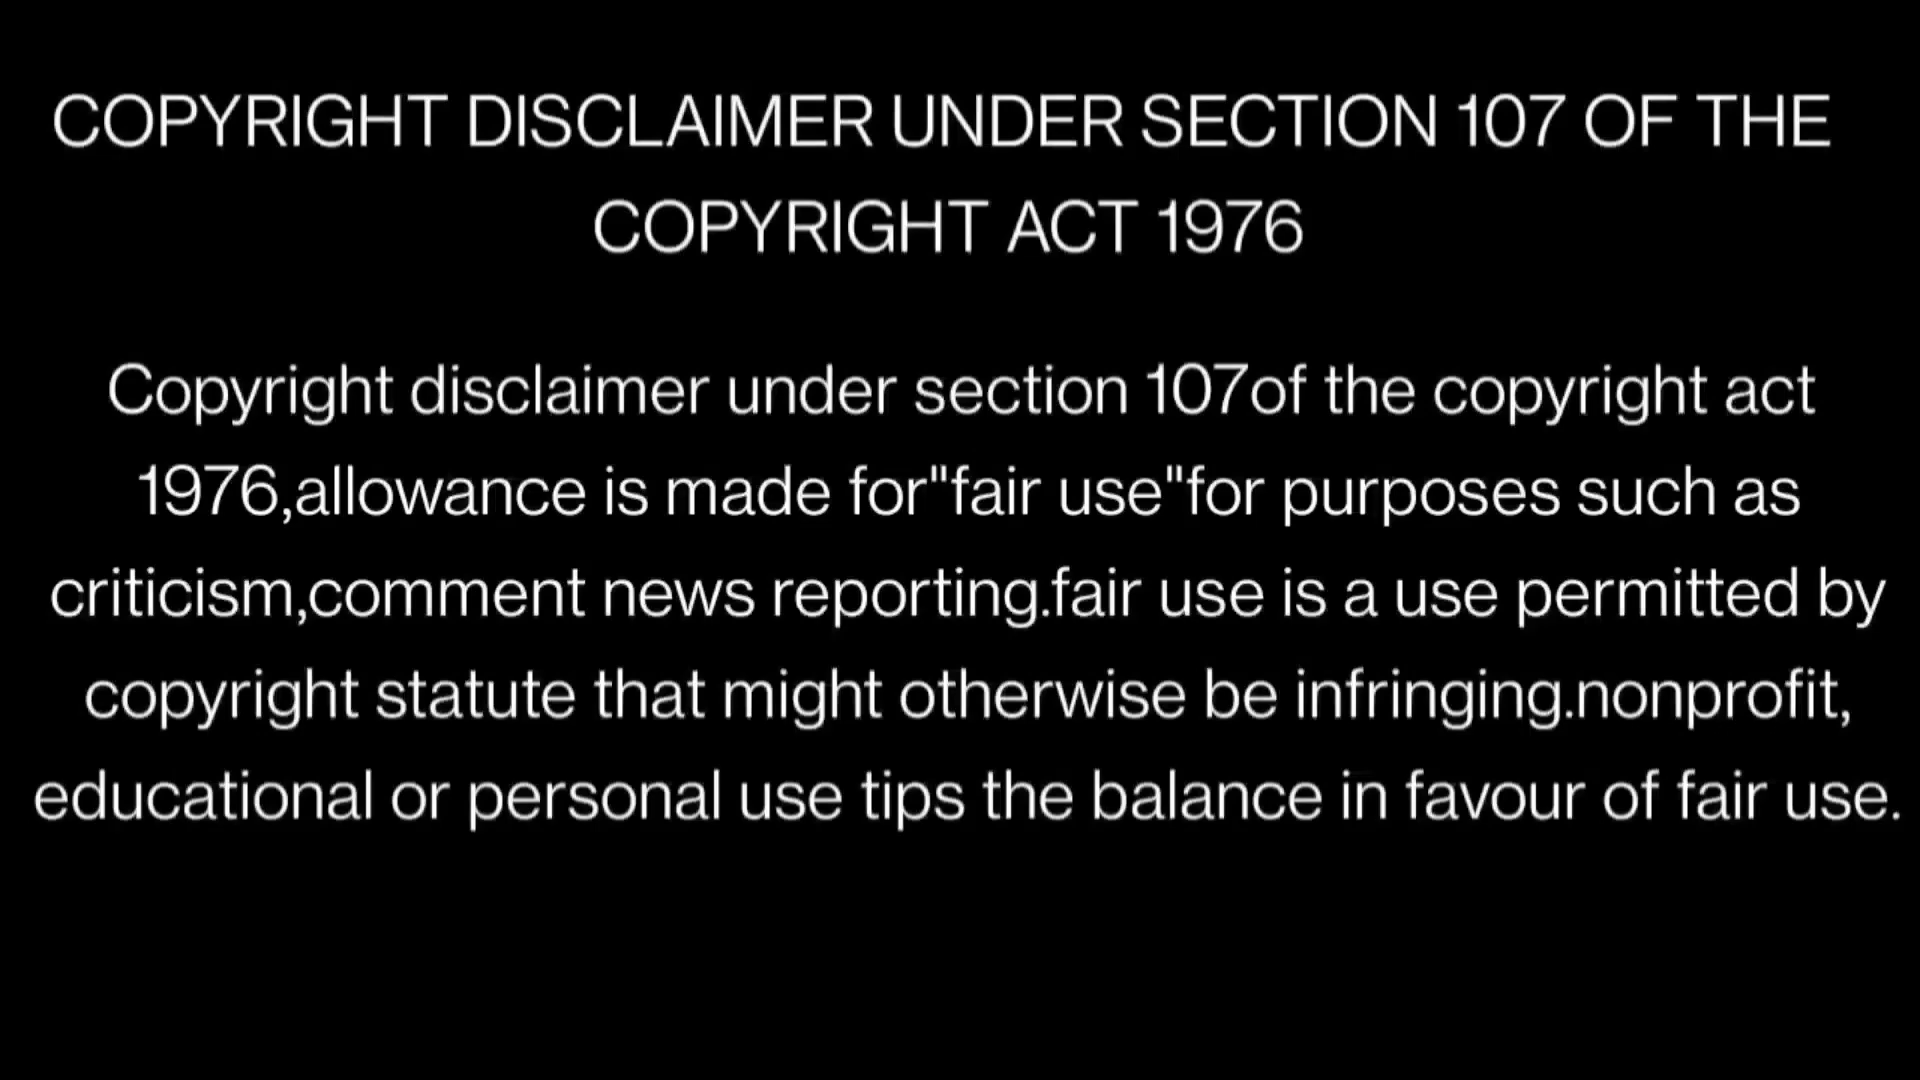 COPYRIGHT DISCLAIMER UNDER SECTION 107 OF THE
COPYRIGHT ACT 1976
Copyright disclaimer under section 107of the copyright act
1976,allowance is made for"fair use"for purposes such as
criticism,comment news reporting.fair use is a use permitted by
copyright statute that might otherwise be infringing.nonprofit,
educational or personal use tips the balance in favour of fair use.